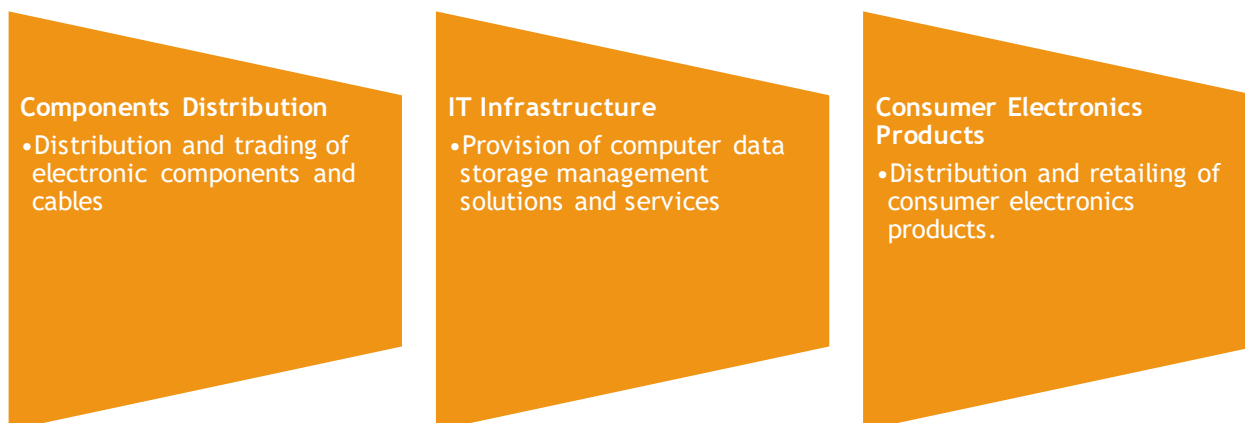 Components Distribution
•Distribution and trading of
electronic components and
cables
IT Infrastructure
•Provision of computer data
storage management
solutions and services
Consumer Electronics
Products
•Distribution and retailing of
consumer electronics
products.